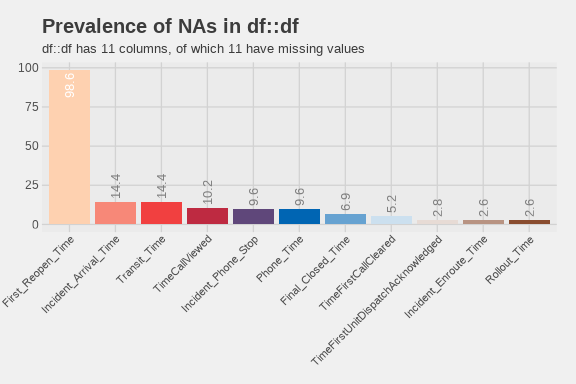 Prevalence of NAs in df::df
df::df has 11 columns, of which 11 have missing values
100
75
50
25
0
98.6
14.4
14.4
10.2
9.6
9.6
6.9
5.2
2.8
2.6
2.6
First_Reopen_Time
Incident_Arrival_Time
Transit_Time
TimeCallViewed
Incident_Phone_Stop
Phone_Time
Final_Closed_Time
TimeFirstCallCleared
TimeFirstUnitDispatchAcknowledged
Incident_Enroute_Time
Rollout_Time